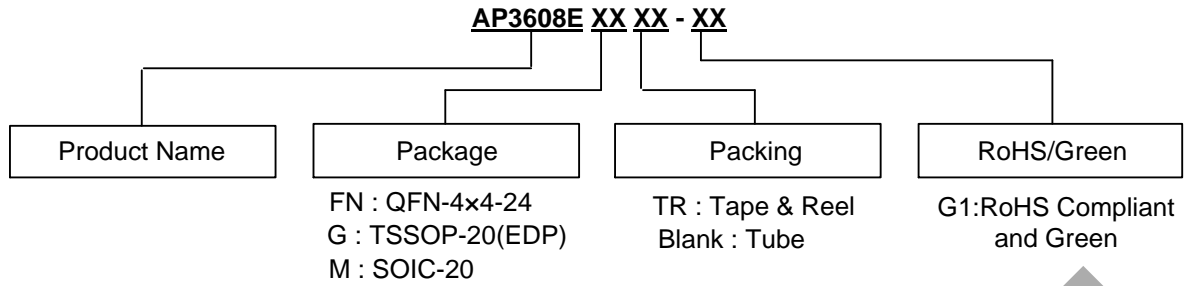 AP3608E XX XX - XX
Product Name
Package
Packing
RoHS/Green
FN : QFN-4×4-24
G : TSSOP-20(EDP)
M : SOIC-20
TR : Tape & Reel
Blank : Tube
G1:RoHS Compliant
and Green